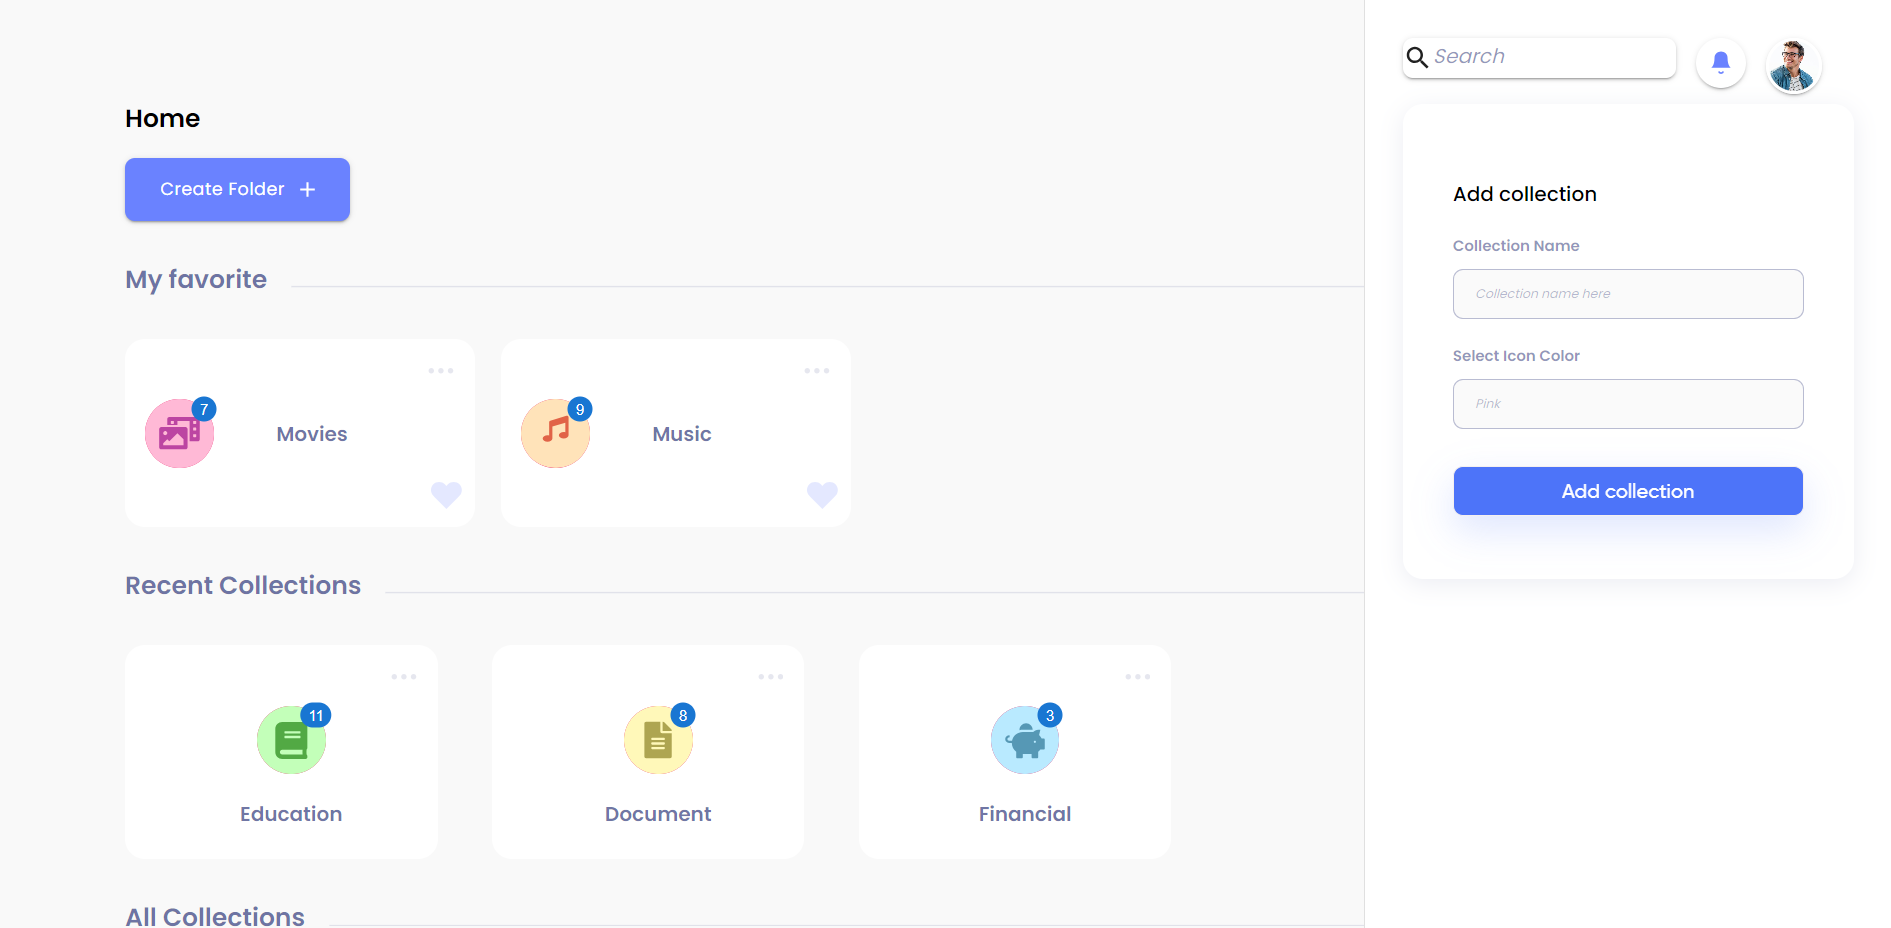 Home
Create Folder +
My favorite
7
Movies
9
Music
Recent Collections
11
Education
8
Document
3
Financial
All Collections
Search
Add collection
Collection Name
Collection name here
Select Icon Color
Pink
Add collection